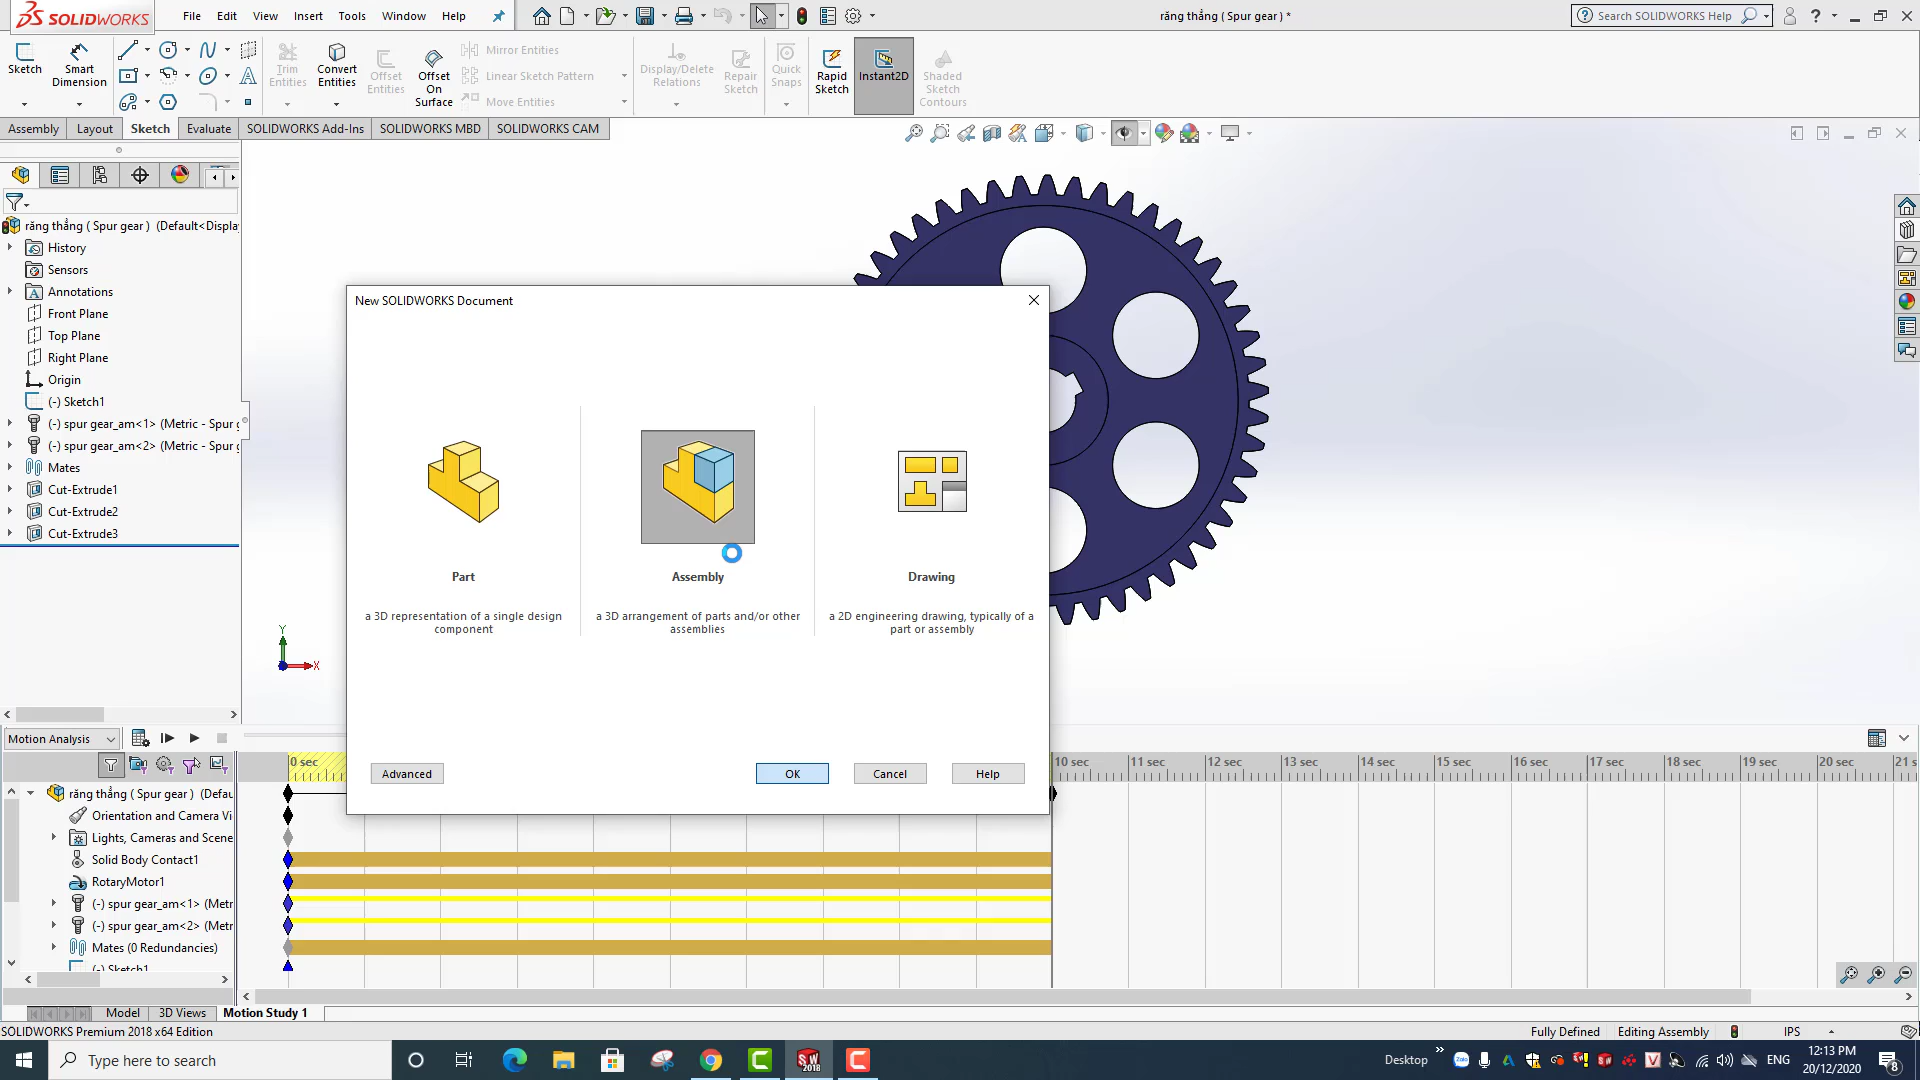 SOLIDWORKS File Edit View Insert Tools Window Help răng thẳng ( Spur gear ) * Search SOLIDWORKS Help
Sketch Smart Dimension Trim Entities Convert Entities Offset Entities Offset On Surface Mirror Entities Linear Sketch Pattern Move Entities Display/Delete Relations Repair Sketch Quick Snaps Rapid Sketch Instant2D Shaded Sketch Contours
Assembly Layout Sketch Evaluate SOLIDWORKS Add-Ins SOLIDWORKS MBD SOLIDWORKS CAM
răng thẳng ( Spur gear ) (Default<Displa
History
Sensors
Annotations
Front Plane
Top Plane
Right Plane
Origin
(-) Sketch1
(-) spur gear_am<1> (Metric - Spur g
(-) spur gear_am<2> (Metric - Spur g
Mates
Cut-Extrude1
Cut-Extrude2
Cut-Extrude3
Y
X
New SOLIDWORKS Document
Part
a 3D representation of a single design component
Assembly
a 3D arrangement of parts and/or other assemblies
Drawing
a 2D engineering drawing, typically of a part or assembly
Advanced OK Cancel Help
Motion Analysis
0 sec 10 sec 11 sec 12 sec 13 sec 14 sec 15 sec 16 sec 17 sec 18 sec 19 sec 20 sec 21 s
răng thẳng ( Spur gear ) (Defau
Orientation and Camera Vi
Lights, Cameras and Scene
Solid Body Contact1
RotaryMotor1
(-) spur gear_am<1> (Metr
(-) spur gear_am<2> (Metr
Mates (0 Redundancies)
(-) Sketch1
Model 3D Views Motion Study 1
SOLIDWORKS Premium 2018 x64 Edition Fully Defined Editing Assembly IPS
Type here to search Desktop ENG 12:13 PM
20/12/2020
8